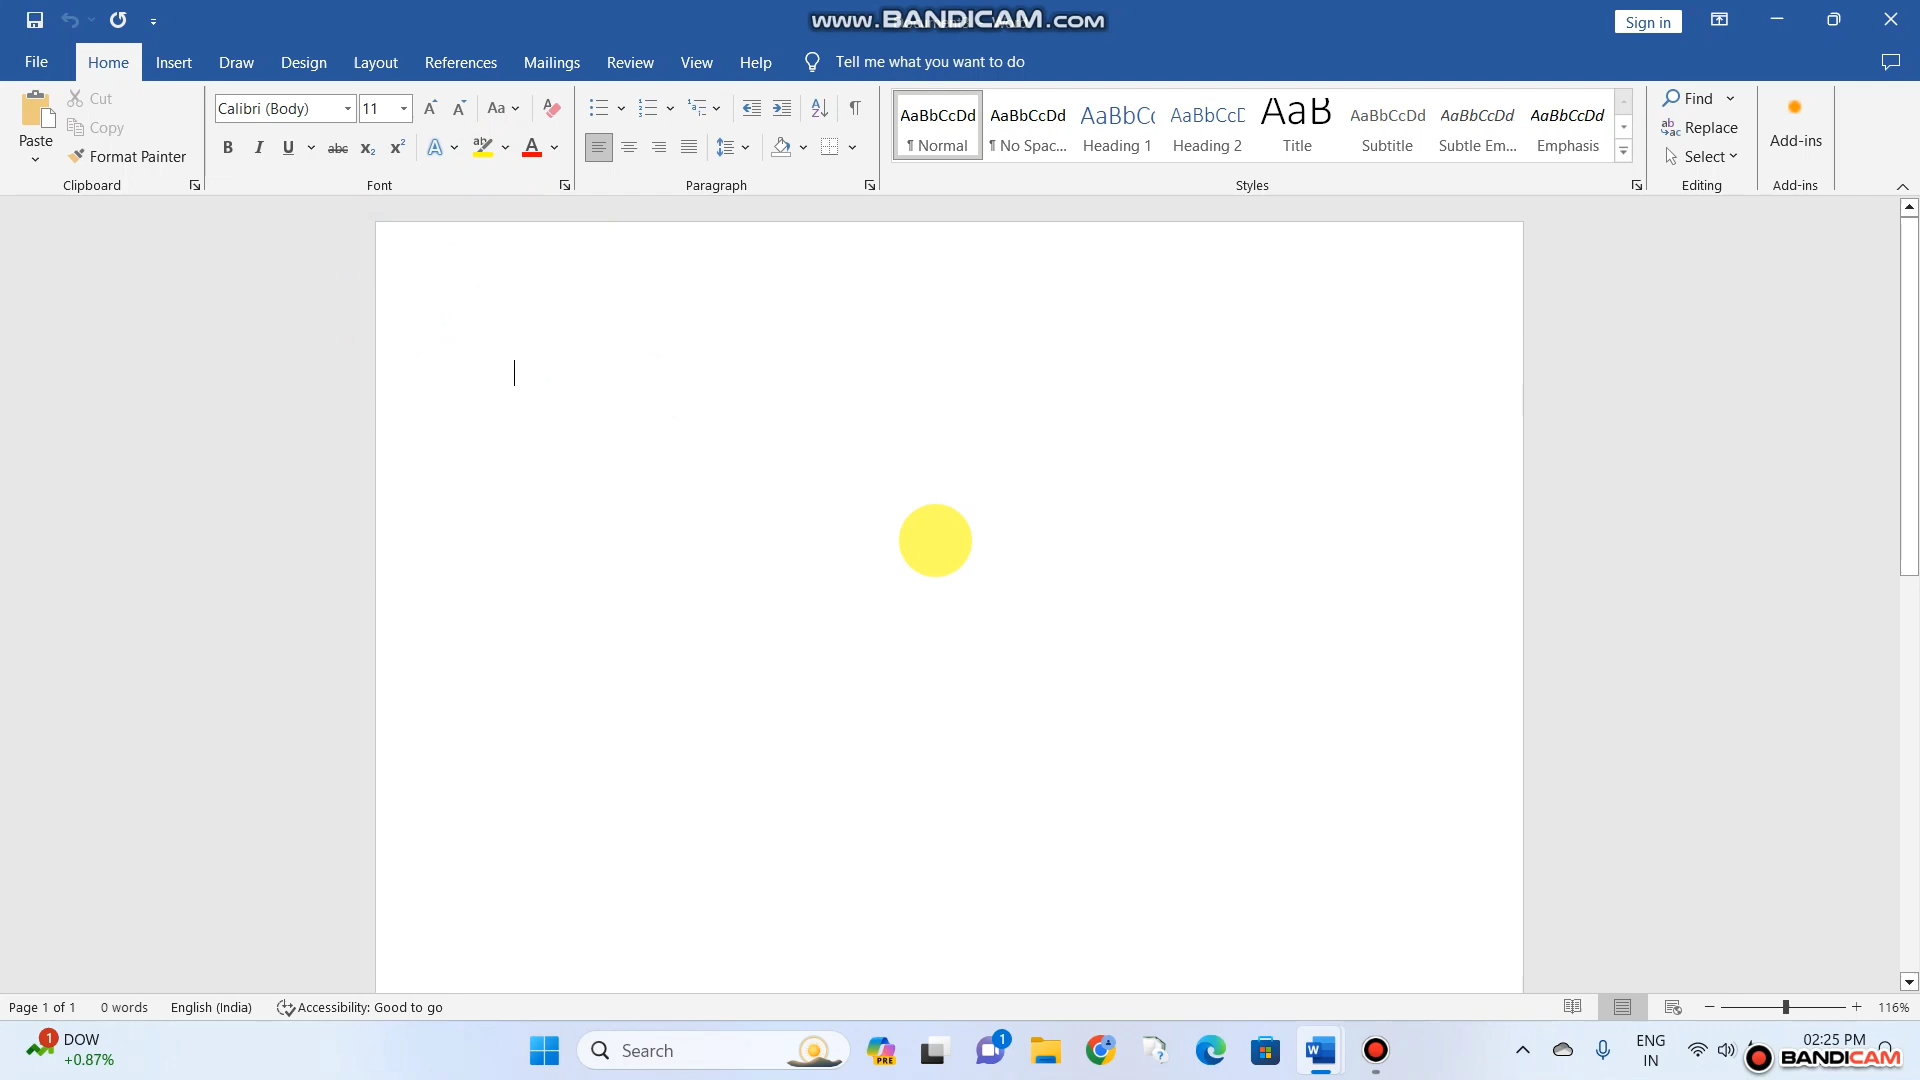 www.BANDICAM.com
Sign in
File Home Insert Draw Design Layout References Mailings Review View Help Tell me what you want to do
Paste
Cut
Copy
Format Painter
Clipboard
Calibri (Body) 11
Font
Paragraph
AaBbCcDd AaBbCcDd AaBbCc AaBbCcD AaB AaBbCcDd AaBbCcDd AaBbCcDd
¶ Normal ¶ No Spac... Heading 1 Heading 2 Title Subtitle Subtle Em... Emphasis
Styles
Find
Replace
Select
Editing
Add-ins
Add-ins
Page 1 of 1 0 words English (India) Accessibility: Good to go 116%
1 DOW
+0.87%
Search
PRE
1
ENG
IN
02:25 PM
BANDICAM